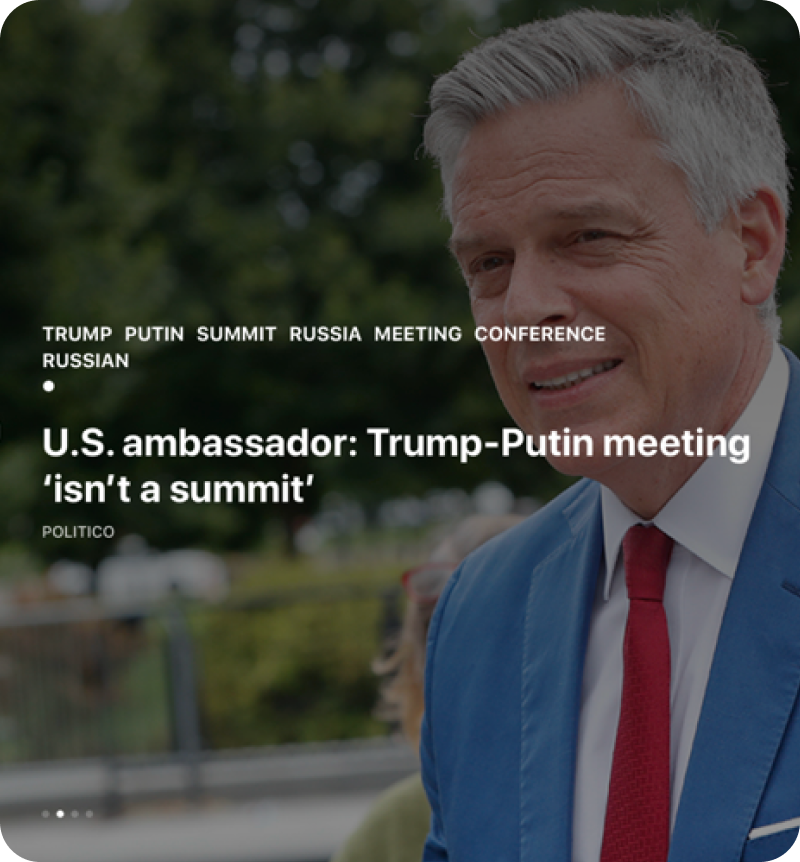 TRUMP PUTIN SUMMIT RUSSIA MEETING CONFERENCE
RUSSIAN
U.S. ambassador: Trump-Putin meeting
‘isn’t a summit’
POLITICO